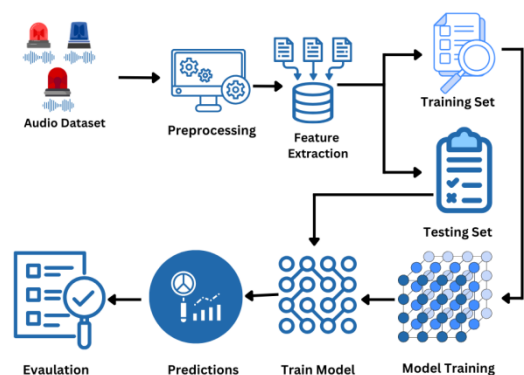 Audio Dataset
Preprocessing
Feature
Extraction
Training Set
Testing Set
Evaulation
Predictions
Train Model
Model Training